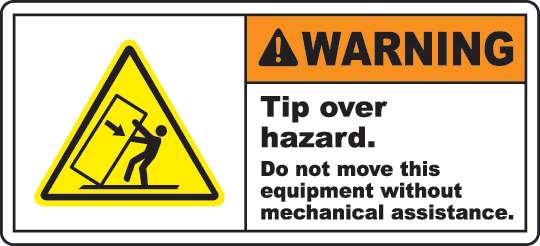 WARNING
Tip over
hazard.
Do not move this
equipment without
mechanical assistance.